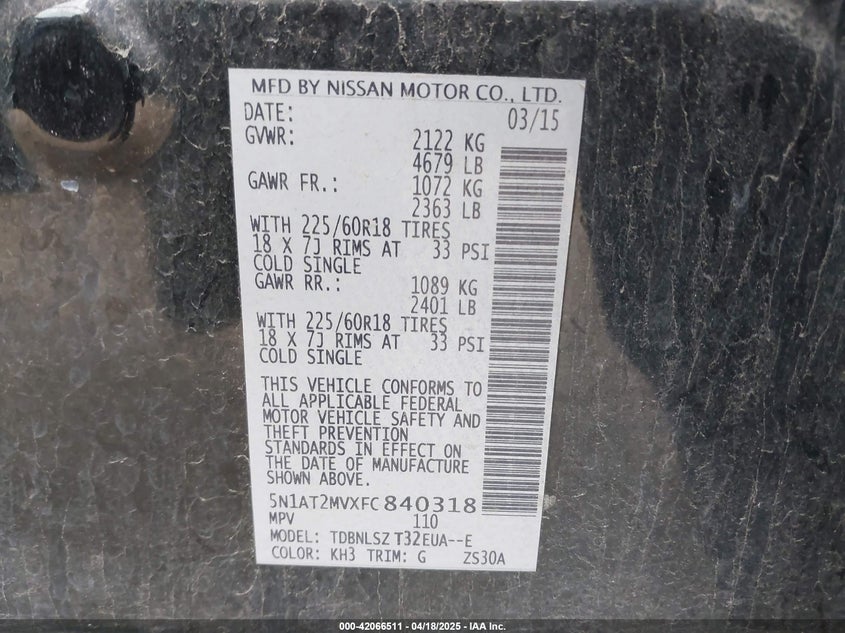 MFD BY NISSAN MOTOR CO., LTD.
DATE: 03/15
GVWR: 2122 KG
4679 LB
GAWR FR.: 1072 KG
2363 LB
WITH 225/60R18 TIRES
18 X 7J RIMS AT 33 PSI
COLD SINGLE
GAWR RR.: 1089 KG
2401 LB
WITH 225/60R18 TIRES
18 X 7J RIMS AT 33 PSI
COLD SINGLE
THIS VEHICLE CONFORMS TO
ALL APPLICABLE FEDERAL
MOTOR VEHICLE SAFETY AND
THEFT PREVENTION
STANDARDS IN EFFECT ON
THE DATE OF MANUFACTURE
SHOWN ABOVE.
5N1AT2MVXFC840318
MPV 110
MODEL: TDBNLSZ T32EUA--E
COLOR: KH3 TRIM: G ZS30A
000-42066511 - 04/18/2025 - IAA Inc.